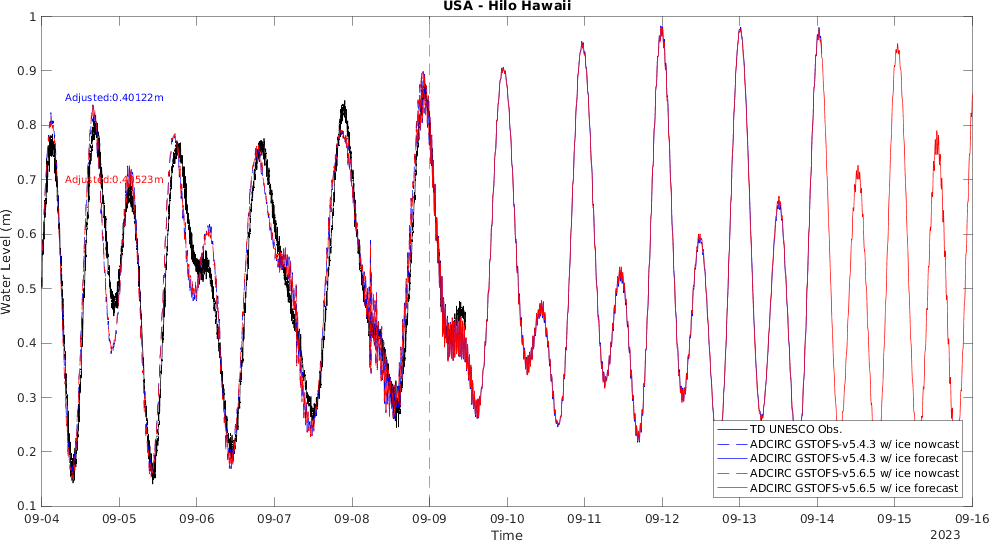 USA - Hilo Hawaii
Water Level (m)
1
0.9
0.8
0.7
0.6
0.5
0.4
0.3
0.2
0.1
Adjusted:0.40122m
TD UNESCO Obs.
ADCIRC GSTOFS-v5.4.3 w/ ice nowcast
ADCIRC GSTOFS-v5.4.3 w/ ice forecast
ADCIRC GSTOFS-v5.6.5 w/ ice nowcast
ADCIRC GSTOFS-v5.6.5 w/ ice forecast
09-04 09-05 09-06 09-07 09-08 09-09 09-10 09-11 09-12 09-13 09-14 09-15 09-16
Time
2023